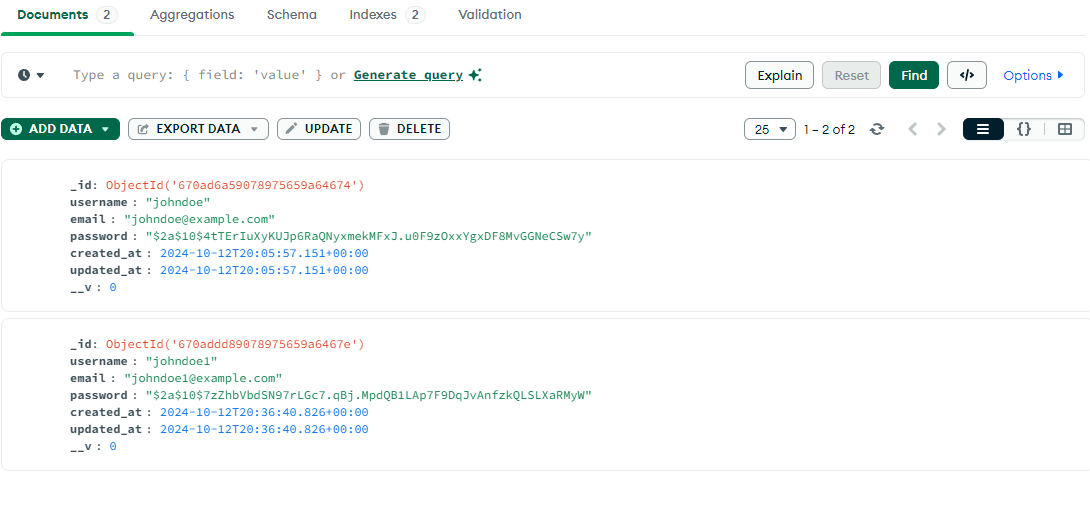 Documents 2 Aggregations Schema Indexes 2 Validation
Type a query: { field: 'value' } or Generate query Explain Reset Find </> Options
ADD DATA EXPORT DATA UPDATE DELETE 25 1 – 2 of 2 {}
_id: ObjectId('670ad6a59078975659a64674')
username : "johndoe"
email : "johndoe@example.com"
password : "$2a$10$4tTErIuXyKUJp6RaQNyxmekMFxJ.u0F9zOxxYgxDF8MvGGNeCSw7y"
created_at : 2024-10-12T20:05:57.151+00:00
updated_at : 2024-10-12T20:05:57.151+00:00
__v : 0
_id: ObjectId('670addd89078975659a6467e')
username : "johndoe1"
email : "johndoe1@example.com"
password : "$2a$10$7zZhbVbdSN97rLGc7.qBj.MpdQB1LAp7F9DqJvAnfzkQLSLXaRMyW"
created_at : 2024-10-12T20:36:40.826+00:00
updated_at : 2024-10-12T20:36:40.826+00:00
__v : 0